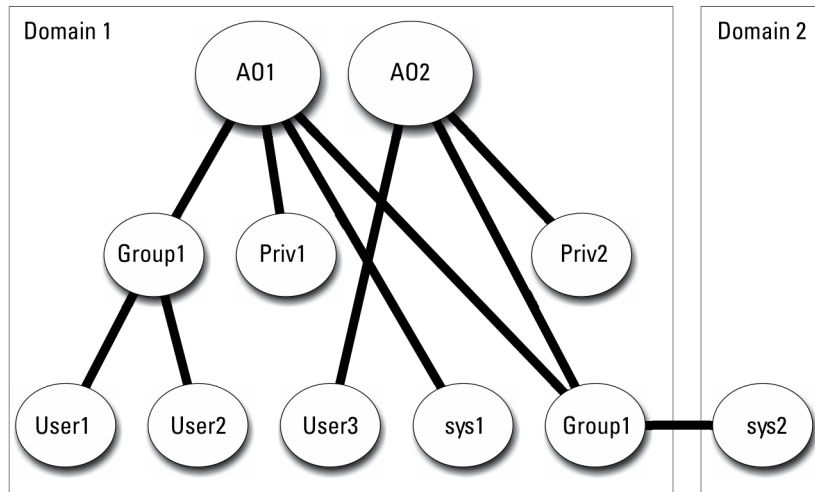 Domain 1
Domain 2
AO1
AO2
Group1
Priv1
Priv2
User1
User2
User3
sys1
Group1
sys2